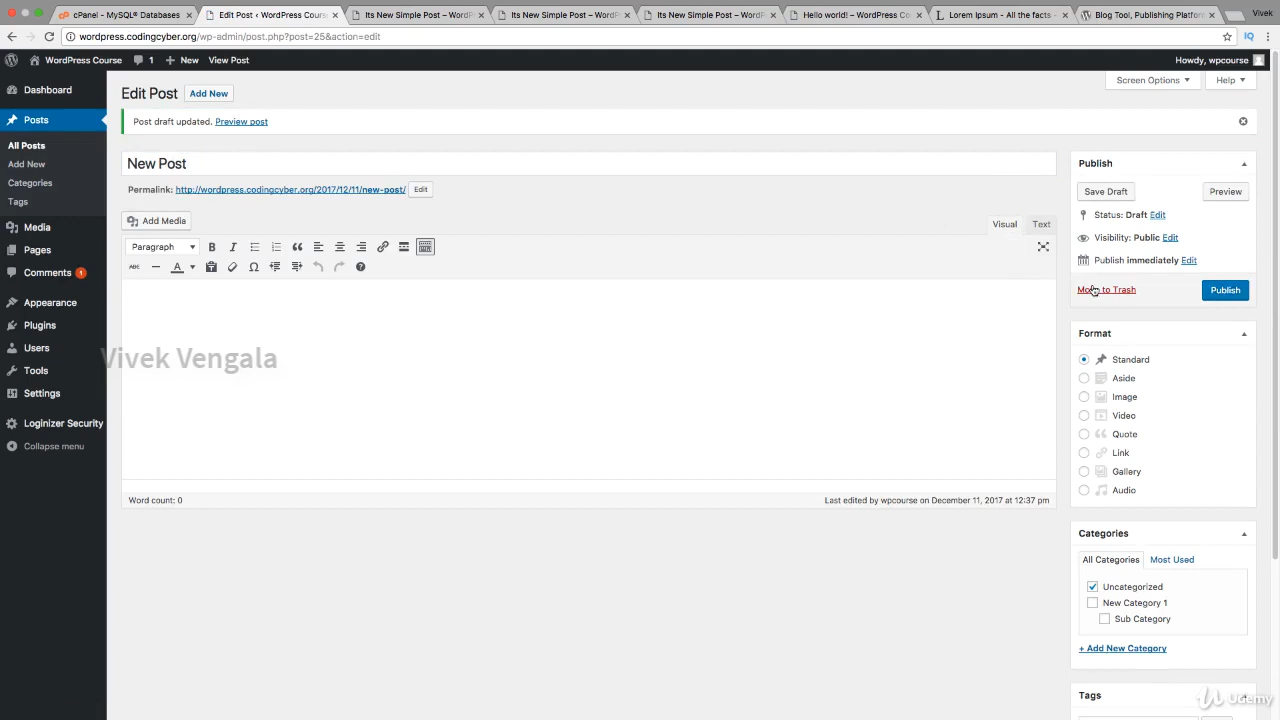 cPanel - MySQL® Databases
Edit Post ‹ WordPress Cours
Its New Simple Post – WordP
Its New Simple Post – WordP
Its New Simple Post – WordP
Hello world! – WordPress Co
Lorem Ipsum - All the facts -
Blog Tool, Publishing Platfor
Vivek
wordpress.codingcyber.org/wp-admin/post.php?post=25&action=edit
IQ
WordPress Course
1
New
View Post
Howdy, wpcourse
Screen Options
Help
Dashboard
Posts
All Posts
Add New
Categories
Tags
Media
Pages
Comments 1
Appearance
Plugins
Users
Tools
Settings
Loginizer Security
Collapse menu
Edit Post
Add New
Post draft updated. Preview post
New Post
Permalink: http://wordpress.codingcyber.org/2017/12/11/new-post/ Edit
Add Media
Visual
Text
Paragraph
B
I
ABC
A
Ω
Vivek Vengala
Word count: 0
Last edited by wpcourse on December 11, 2017 at 12:37 pm
Publish
Save Draft
Preview
Status: Draft Edit
Visibility: Public Edit
Publish immediately Edit
Move to Trash
Publish
Format
Standard
Aside
Image
Video
Quote
Link
Gallery
Audio
Categories
All Categories
Most Used
Uncategorized
New Category 1
Sub Category
+ Add New Category
Tags
Udemy